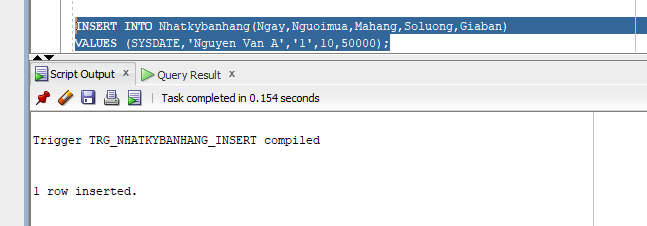 INSERT INTO Nhatkybanhang(Ngay,Nguoimua,Mahang,Soluong,Giaban)
VALUES (SYSDATE,'Nguyen Van A','1',10,50000);
Script Output x Query Result x
Task completed in 0.154 seconds
Trigger TRG_NHATKYBANHANG_INSERT compiled
1 row inserted.